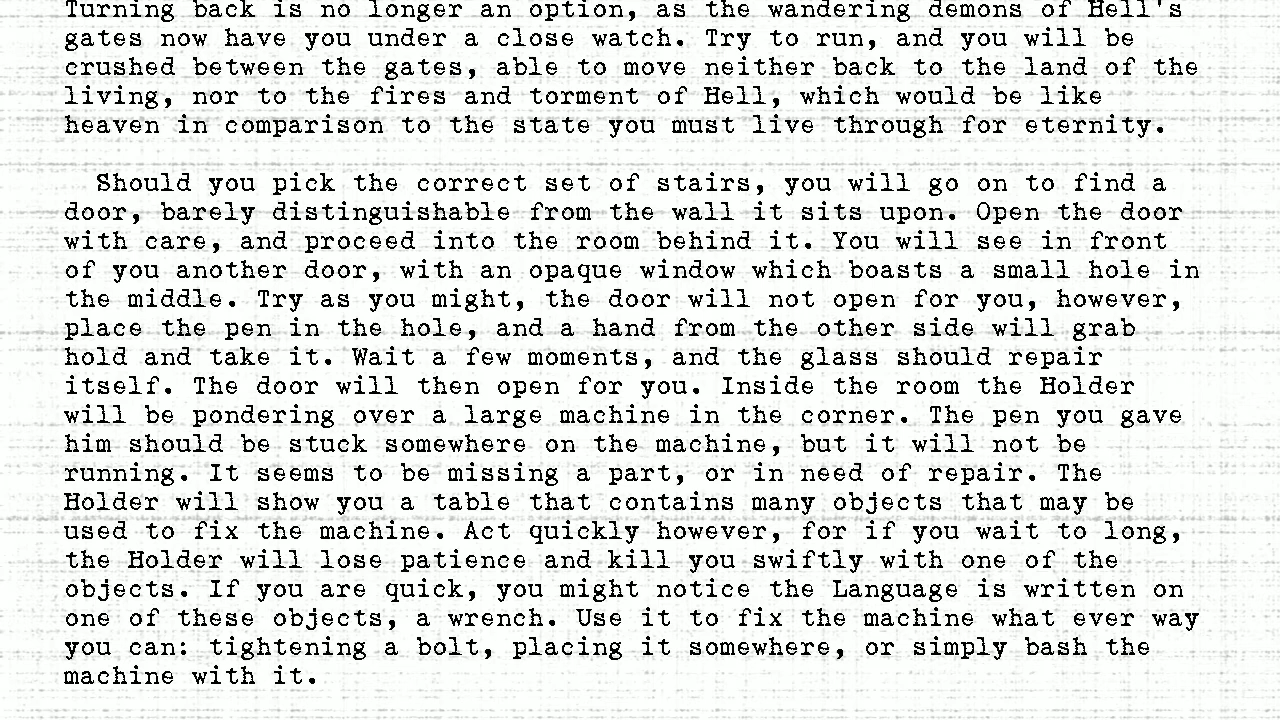 Turning back is no longer an option, as the wandering demons of Hell's
gates now have you under a close watch. Try to run, and you will be
crushed between the gates, able to move neither back to the land of the
living, nor to the fires and torment of Hell, which would be like
heaven in comparison to the state you must live through for eternity.
Should you pick the correct set of stairs, you will go on to find a
door, barely distinguishable from the wall it sits upon. Open the door
with care, and proceed into the room behind it. You will see in front
of you another door, with an opaque window which boasts a small hole in
the middle. Try as you might, the door will not open for you, however,
place the pen in the hole, and a hand from the other side will grab
hold and take it. Wait a few moments, and the glass should repair
itself. The door will then open for you. Inside the room the Holder
will be pondering over a large machine in the corner. The pen you gave
him should be stuck somewhere on the machine, but it will not be
running. It seems to be missing a part, or in need of repair. The
Holder will show you a table that contains many objects that may be
used to fix the machine. Act quickly however, for if you wait to long,
the Holder will lose patience and kill you swiftly with one of the
objects. If you are quick, you might notice the Language is written on
one of these objects, a wrench. Use it to fix the machine what ever way
you can: tightening a bolt, placing it somewhere, or simply bash the
machine with it.